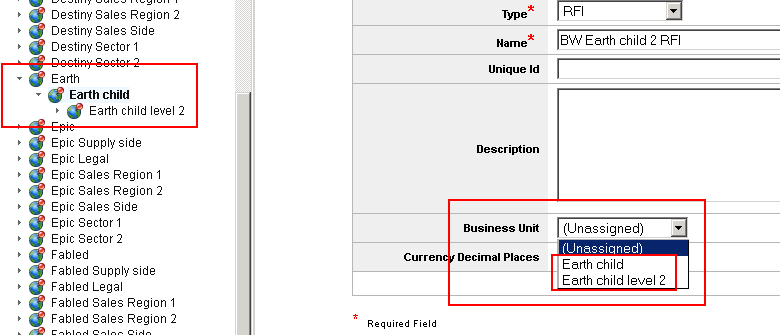 Destiny Sales Region 1
Destiny Sales Region 2
Destiny Sales Side
Destiny Sector 1
Destiny Sector 2
Earth
Earth child
Earth child level 2
Epic
Epic Supply side
Epic Legal
Epic Sales Region 1
Epic Sales Region 2
Epic Sales Side
Epic Sector 1
Epic Sector 2
Fabled
Fabled Supply side
Fabled Legal
Fabled Sales Region 1
Fabled Sales Region 2
Fabled Sales Side
Type* RFI
Name* BW Earth child 2 RFI
Unique Id
Description
Business Unit (Unassigned)
(Unassigned)
Currency Decimal Places Earth child
Earth child level 2
* Required Field